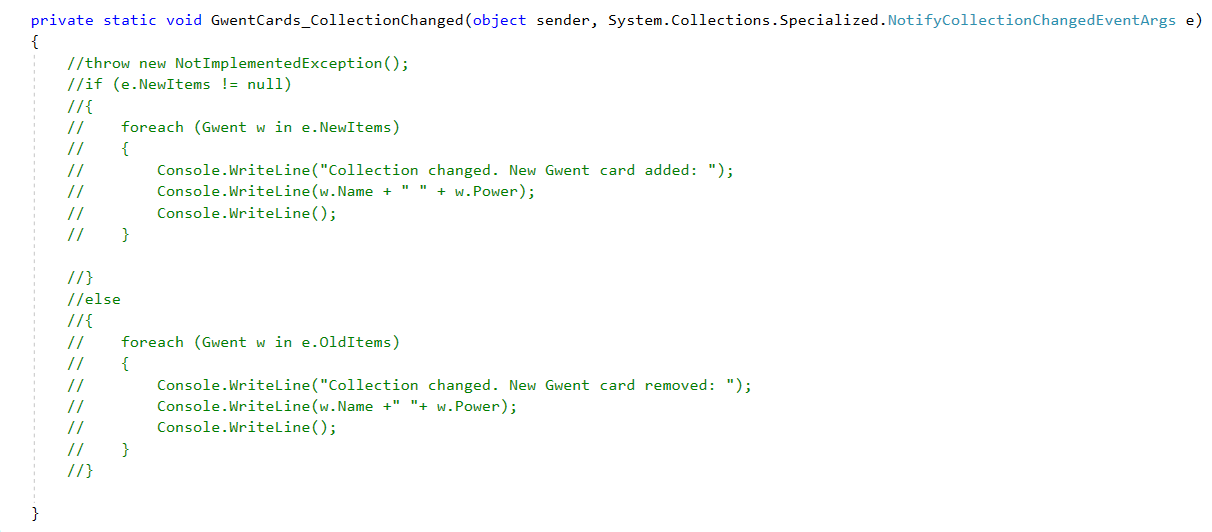 private static void GwentCards_CollectionChanged(object sender, System.Collections.Specialized.NotifyCollectionChangedEventArgs e)
{
    //throw new NotImplementedException();
    //if (e.NewItems != null)
    //{
    //    foreach (Gwent w in e.NewItems)
    //    {
    //        Console.WriteLine("Collection changed. New Gwent card added: ");
    //        Console.WriteLine(w.Name + " " + w.Power);
    //        Console.WriteLine();
    //    }

    //}
    //else
    //{
    //    foreach (Gwent w in e.OldItems)
    //    {
    //        Console.WriteLine("Collection changed. New Gwent card removed: ");
    //        Console.WriteLine(w.Name +" "+ w.Power);
    //        Console.WriteLine();
    //    }
    //}

}